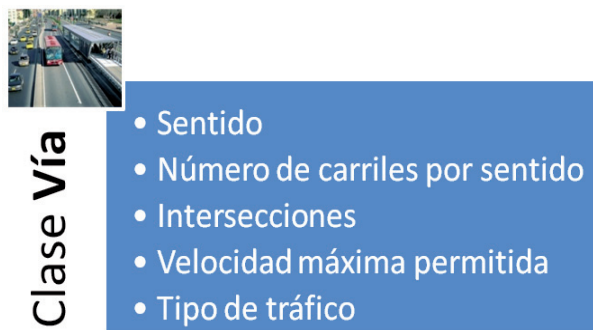 Clase Vía
• Sentido
• Número de carriles por sentido
• Intersecciones
• Velocidad máxima permitida
• Tipo de tráfico